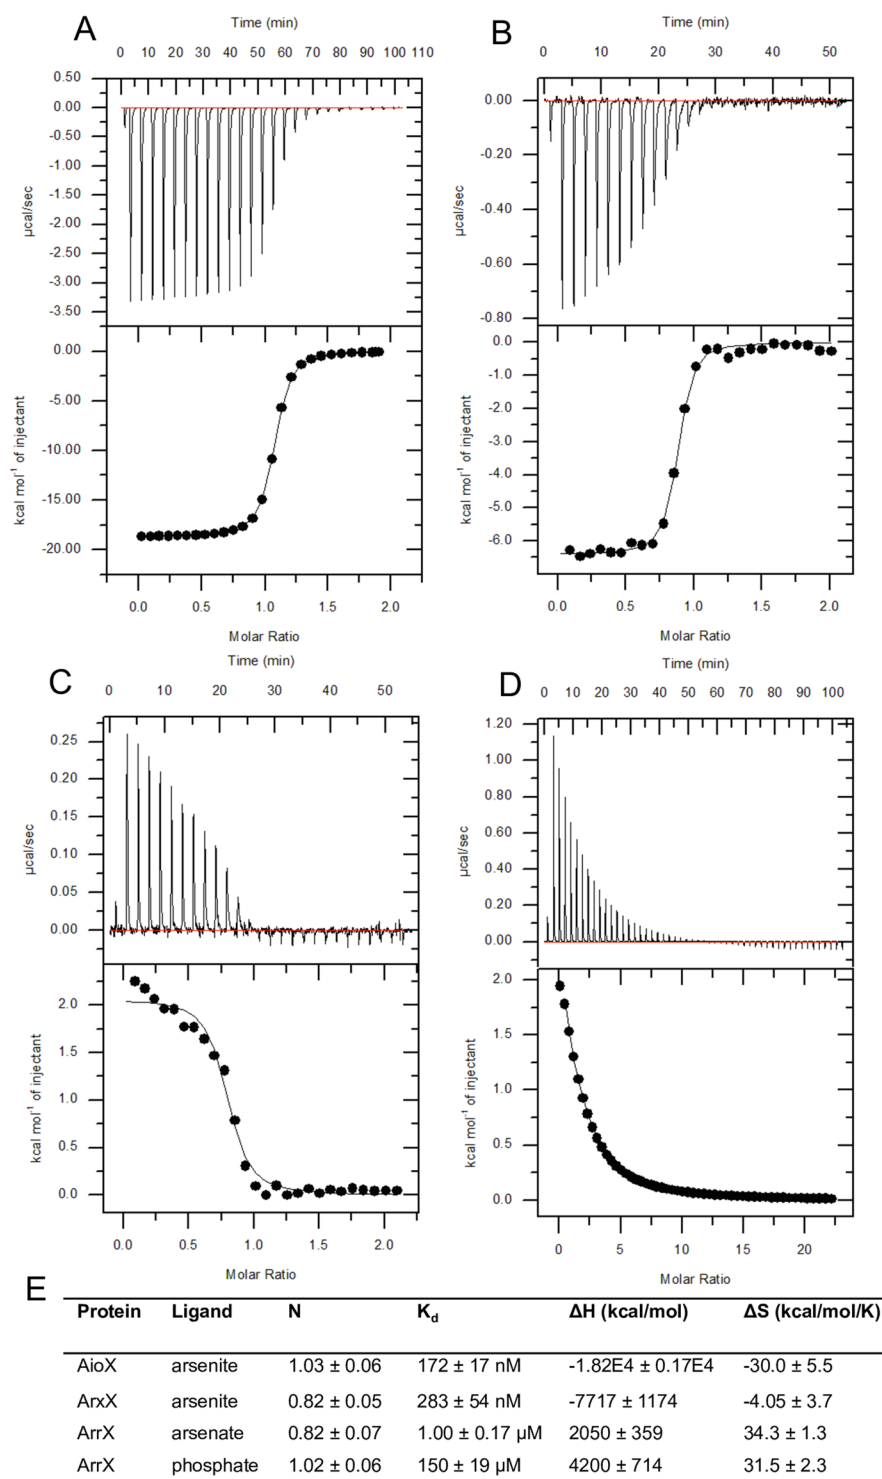 A
Time (min)
0 10 20 30 40 50 60 70 80 90 100 110
0.50
0.00
-0.50
-1.00
-1.50
-2.00
-2.50
-3.00
-3.50
µcal/sec
0.00
-5.00
-10.00
-15.00
-20.00
kcal mol⁻¹ of injectant
0.0 0.5 1.0 1.5 2.0
Molar Ratio
B
Time (min)
0 10 20 30 40 50
0.00
-0.20
-0.40
-0.60
-0.80
µcal/sec
0.0
-1.0
-2.0
-3.0
-4.0
-5.0
-6.0
kcal mol⁻¹ of injectant
0.0 0.5 1.0 1.5 2.0
Molar Ratio
C
Time (min)
0 10 20 30 40 50
0.25
0.20
0.15
0.10
0.05
0.00
µcal/sec
2.0
1.5
1.0
0.5
0.0
kcal mol⁻¹ of injectant
0.0 0.5 1.0 1.5 2.0
Molar Ratio
D
Time (min)
0 10 20 30 40 50 60 70 80 90 100
1.20
1.00
0.80
0.60
0.40
0.20
0.00
µcal/sec
2.0
1.5
1.0
0.5
0.0
kcal mol⁻¹ of injectant
0 5 10 15 20
Molar Ratio
E
Protein Ligand N K_d ΔH (kcal/mol) ΔS (kcal/mol/K)
AioX arsenite 1.03 ± 0.06 172 ± 17 nM -1.82E4 ± 0.17E4 -30.0 ± 5.5
ArxX arsenite 0.82 ± 0.05 283 ± 54 nM -7717 ± 1174 -4.05 ± 3.7
ArrX arsenate 0.82 ± 0.07 1.00 ± 0.17 µM 2050 ± 359 34.3 ± 1.3
ArrX phosphate 1.02 ± 0.06 150 ± 19 µM 4200 ± 714 31.5 ± 2.3